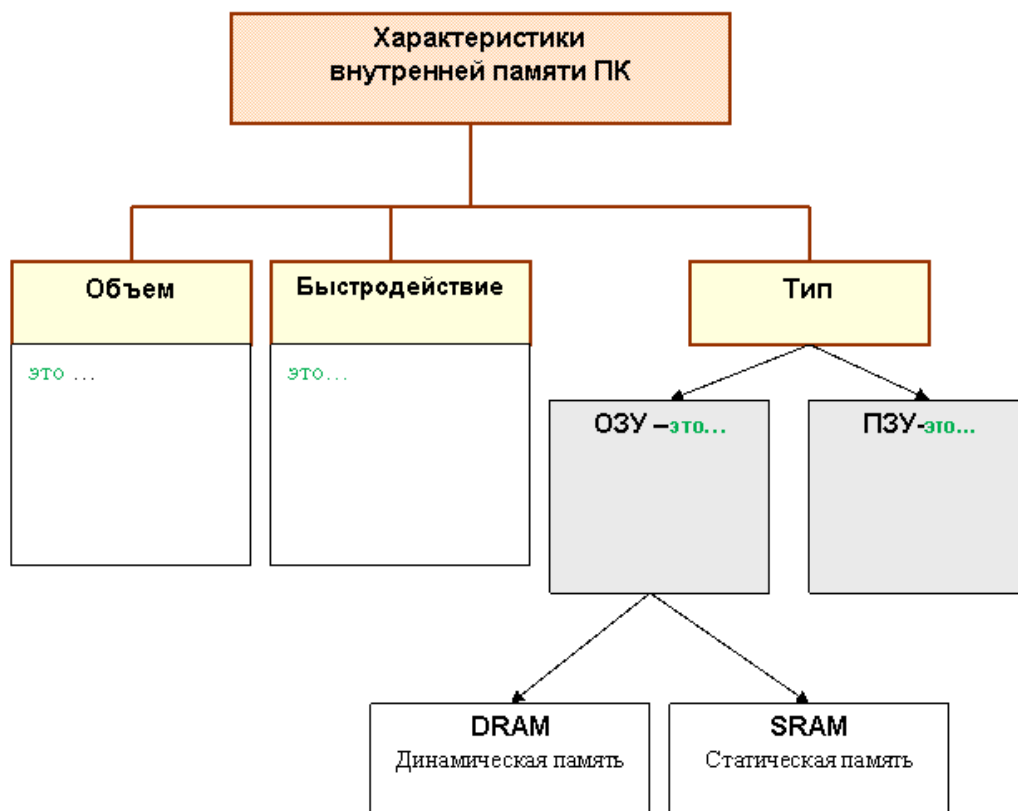 Характеристики
внутренней памяти ПК
Объем
Быстродействие
Тип
это ...
это...
ОЗУ –это...
ПЗУ-это...
DRAM
Динамическая память
SRAM
Статическая память